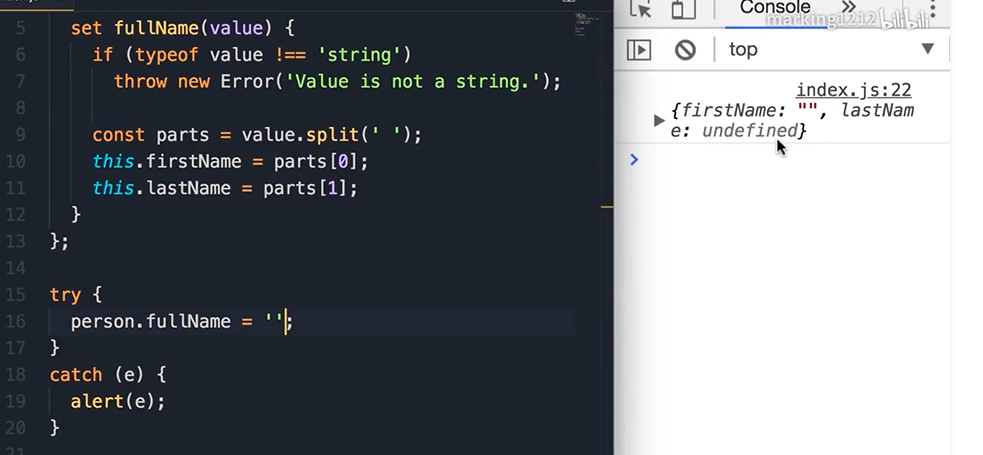 5 set fullName(value) {
6 if (typeof value !== 'string')
7 throw new Error('Value is not a string.');
8
9 const parts = value.split(' ');
10 this.firstName = parts[0];
11 this.lastName = parts[1];
12 }
13 };
14
15 try {
16 person.fullName = '';
17 }
18 catch (e) {
19 alert(e);
20 }
21
Console »
marking1212 bilibili
top
index.js:22
{firstName: "", lastNam
e: undefined}